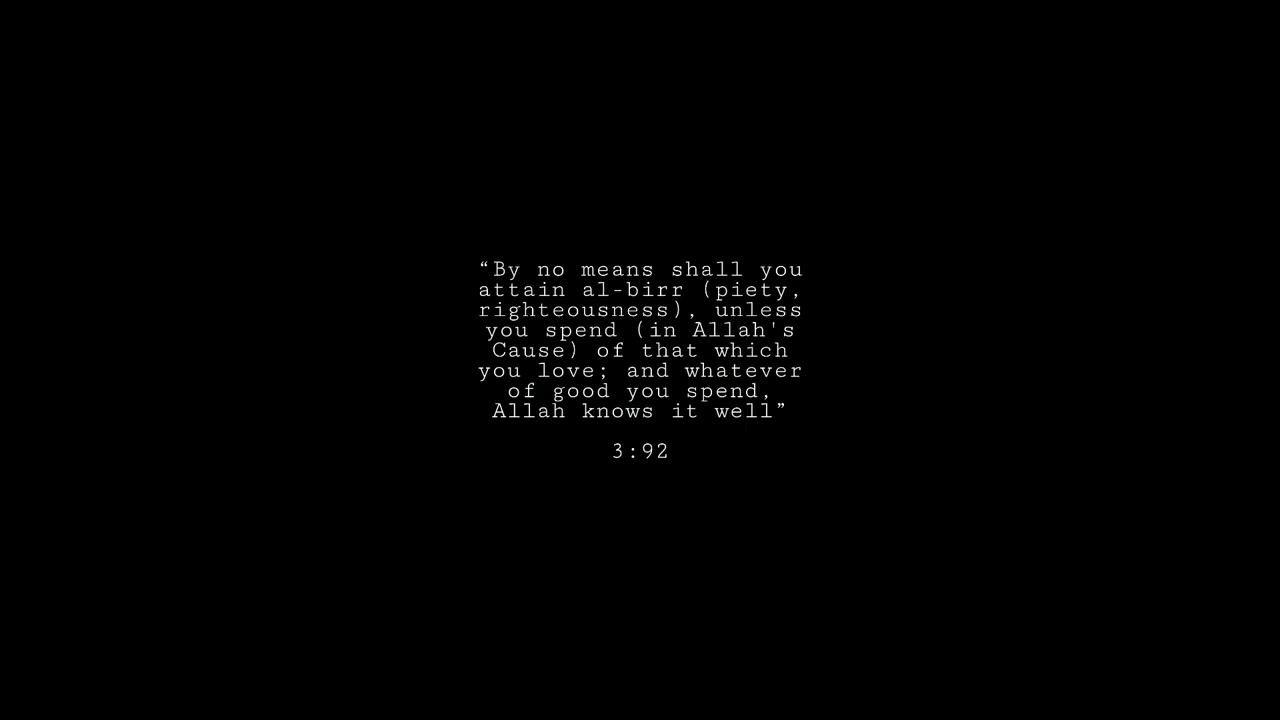 “By no means shall you
attain al-birr (piety,
righteousness), unless
you spend (in Allah's
Cause) of that which
you love; and whatever
of good you spend,
Allah knows it well”
3:92